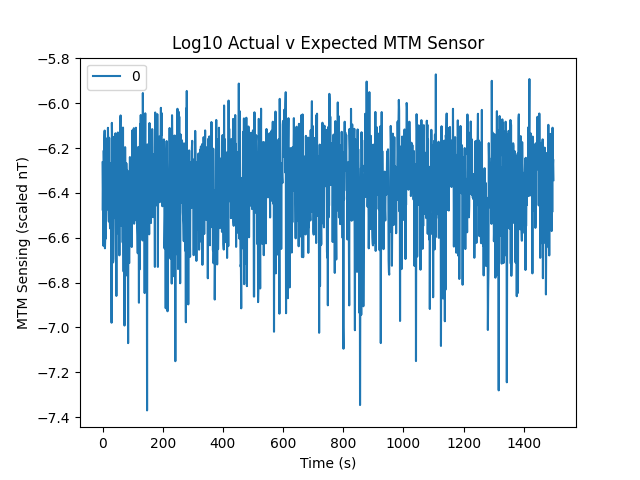 Log10 Actual v Expected MTM Sensor
0
MTM Sensing (scaled nT)
−5.8
−6.0
−6.2
−6.4
−6.6
−6.8
−7.0
−7.2
−7.4
0 200 400 600 800 1000 1200 1400
Time (s)